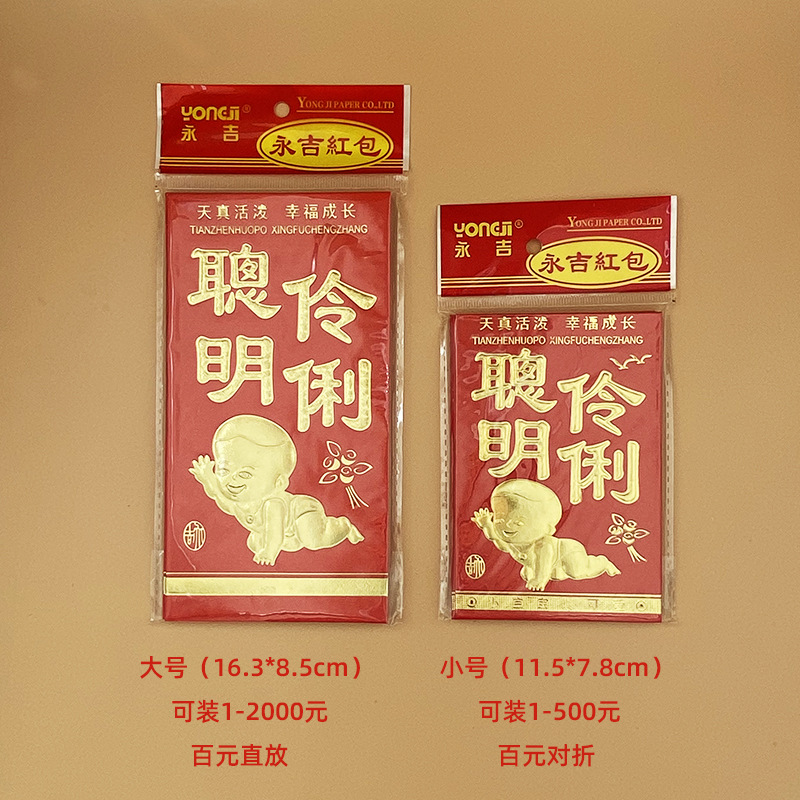 YONGJI®
永吉
YONG JI PAPER CO.,LTD
永吉紅包
天真活泼 幸福成长
TIANZHENHUOPO XINGFUCHENGZHANG
聰明
伶俐
YONGJI®
永吉
YONG JI PAPER CO.,LTD
永吉紅包
天真活泼 幸福成长
TIANZHENHUOPO XINGFUCHENGZHANG
聰明
伶俐
大号（16.3*8.5cm）
可装1-2000元
百元直放
小号（11.5*7.8cm）
可装1-500元
百元对折